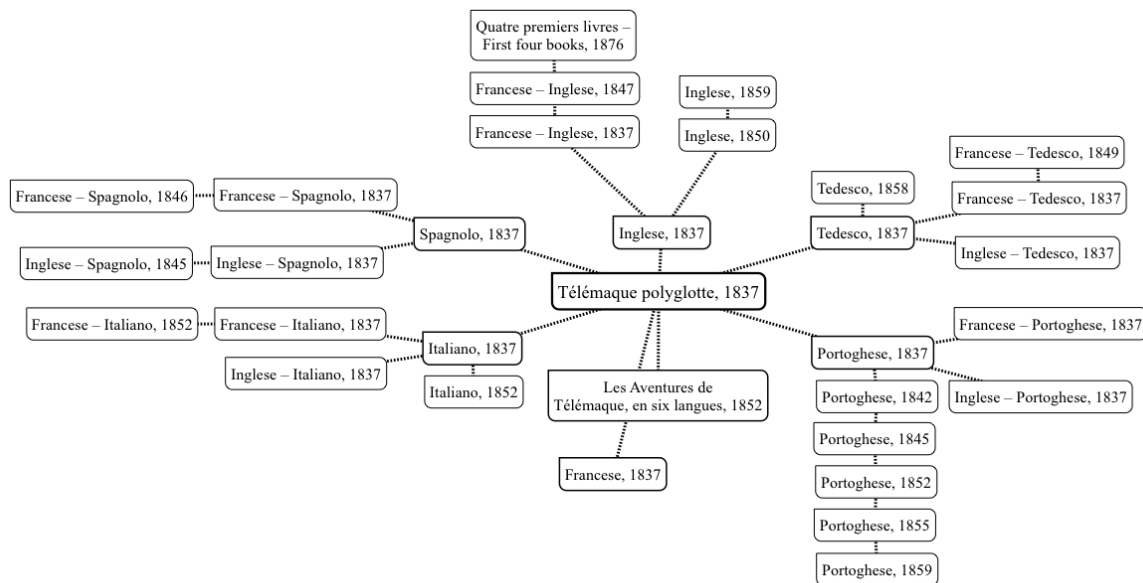 Quatre premiers livres –
First four books, 1876
Francese – Inglese, 1847
Inglese, 1859
Francese – Inglese, 1837
Inglese, 1850
Francese – Tedesco, 1849
Tedesco, 1858
Francese – Tedesco, 1837
Francese – Spagnolo, 1846
Francese – Spagnolo, 1837
Spagnolo, 1837
Inglese, 1837
Tedesco, 1837
Inglese – Spagnolo, 1845
Inglese – Spagnolo, 1837
Inglese – Tedesco, 1837
Télémaque polyglotte, 1837
Francese – Italiano, 1852
Francese – Italiano, 1837
Francese – Portoghese, 1837
Italiano, 1837
Portoghese, 1837
Inglese – Italiano, 1837
Italiano, 1852
Les Aventures de
Télémaque, en six langues, 1852
Portoghese, 1842
Inglese – Portoghese, 1837
Portoghese, 1845
Francese, 1837
Portoghese, 1852
Portoghese, 1855
Portoghese, 1859